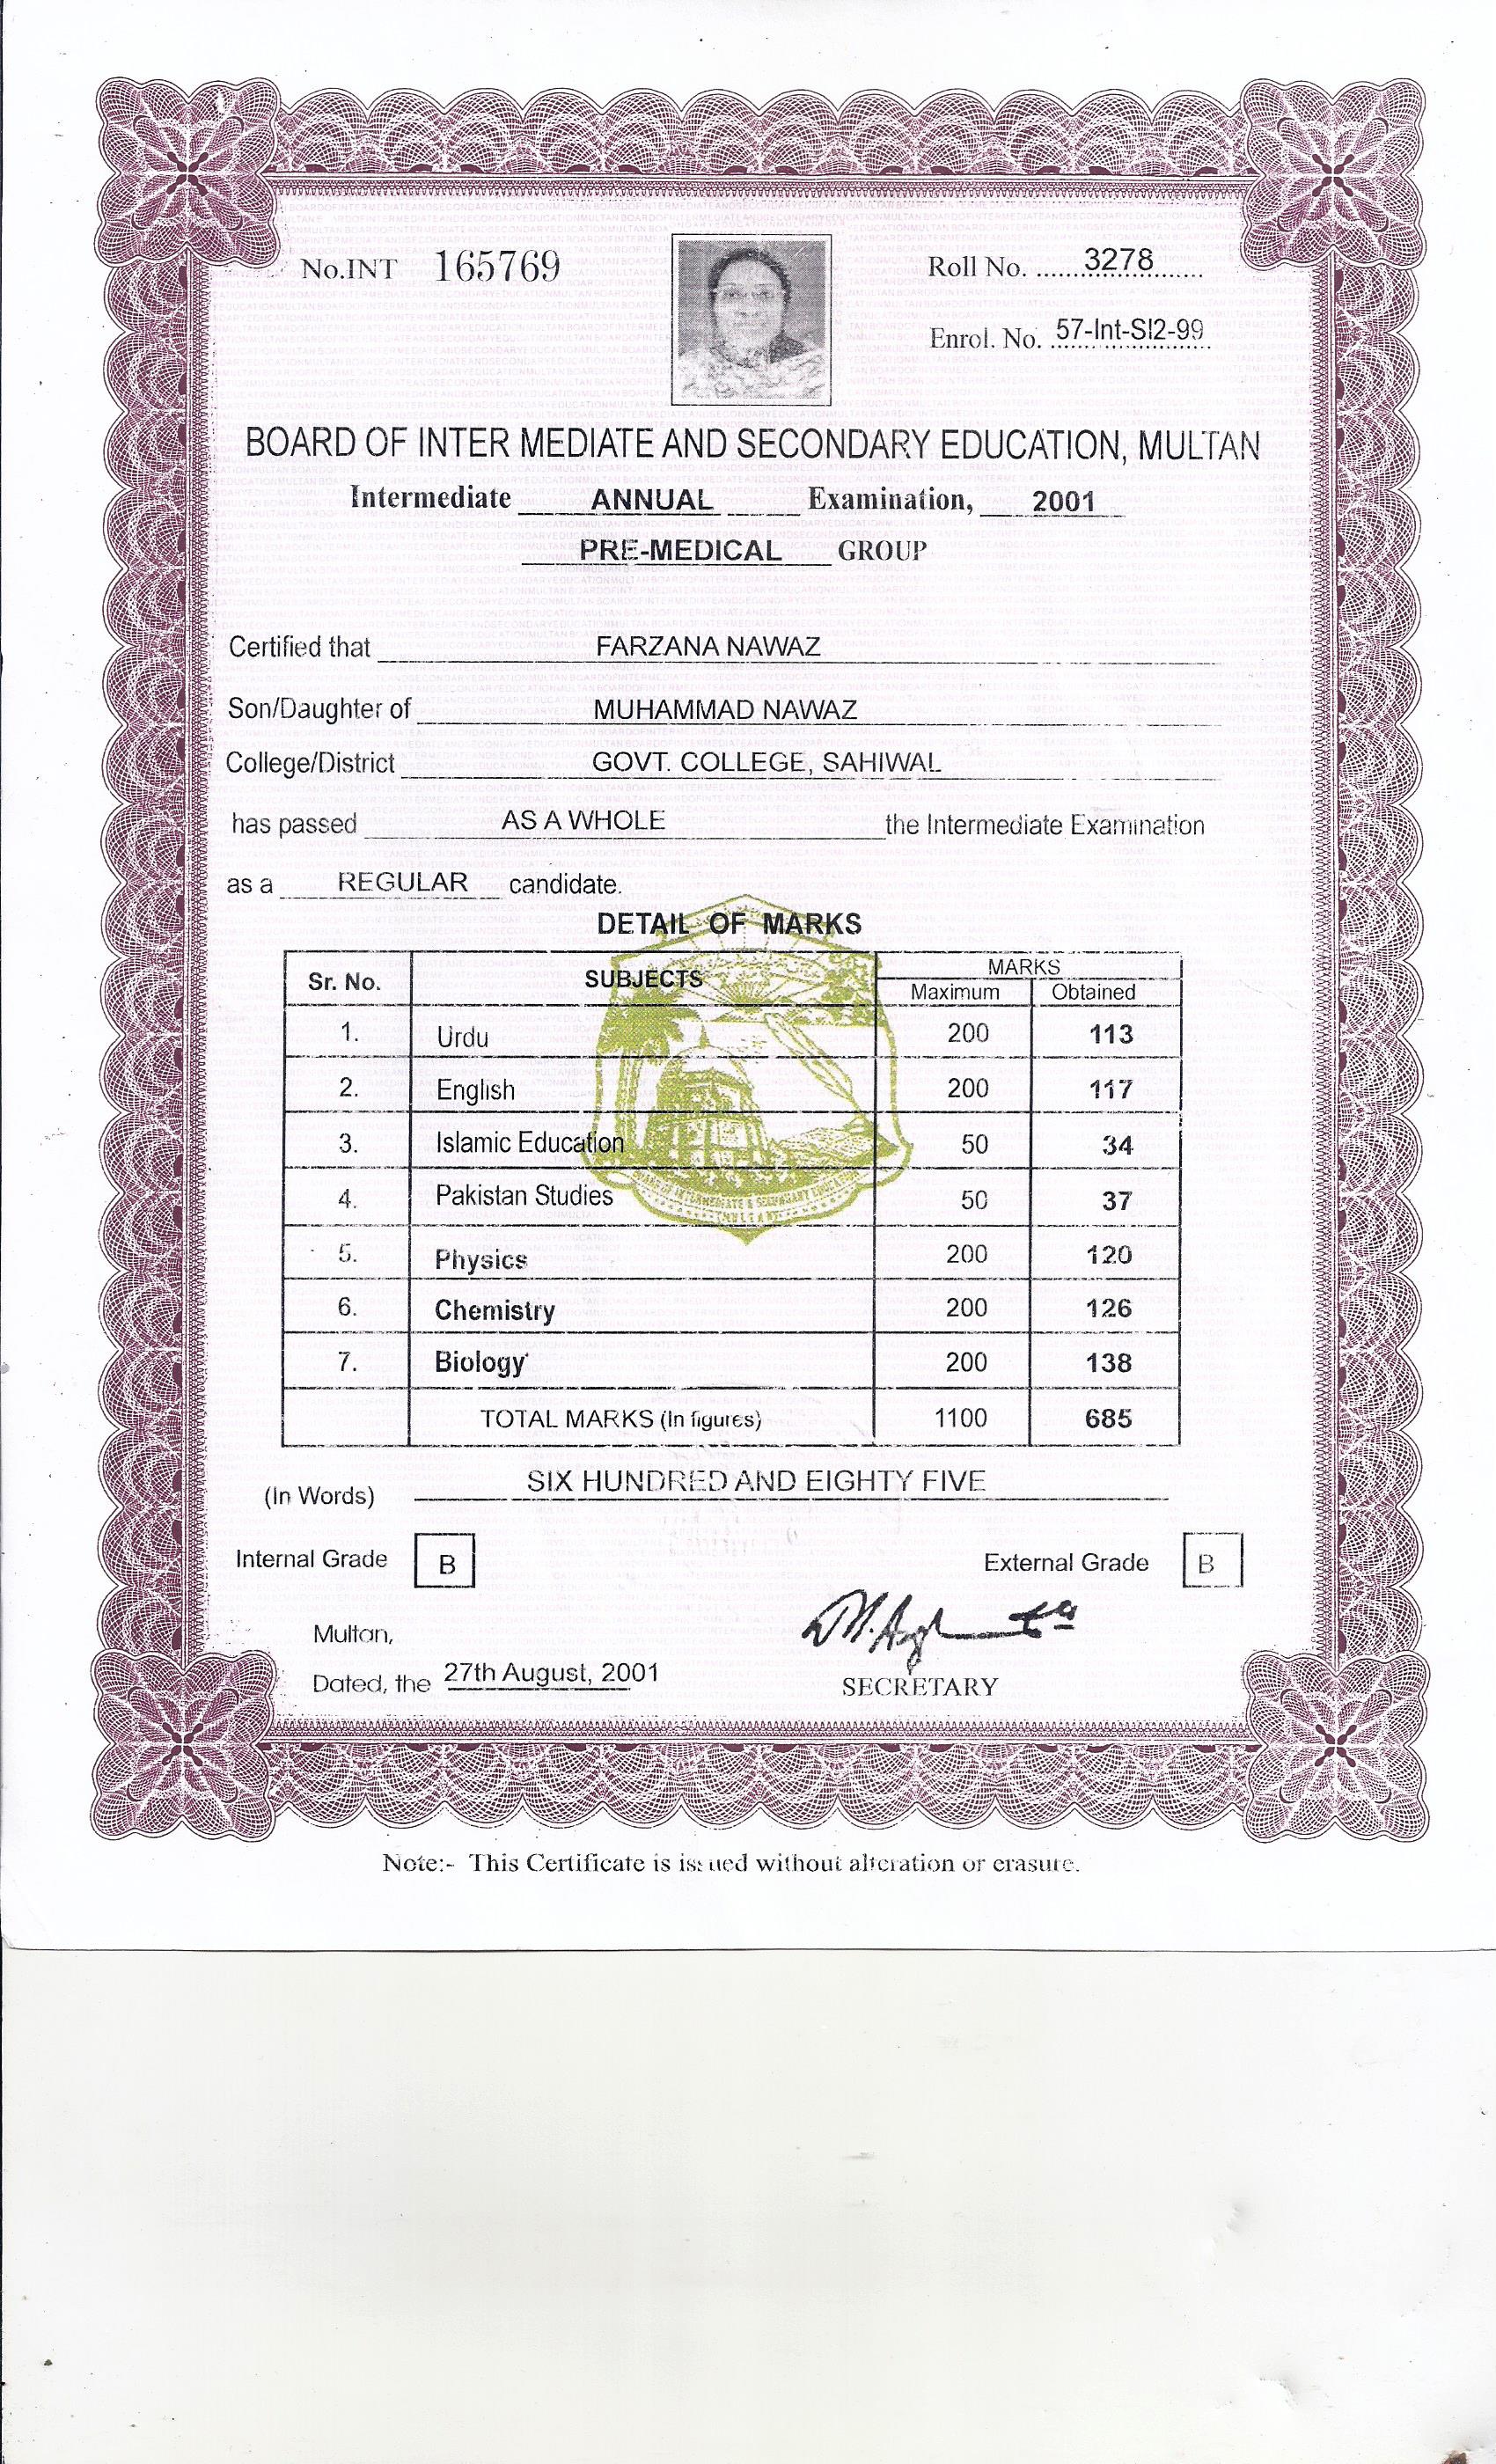 No.INT 165769
Roll No. 3278
Enrol. No. 57-Int-SI2-99
BOARD OF INTER MEDIATE AND SECONDARY EDUCATION, MULTAN
Intermediate ANNUAL Examination, 2001
PRE-MEDICAL GROUP
Certified that FARZANA NAWAZ
Son/Daughter of MUHAMMAD NAWAZ
College/District GOVT. COLLEGE, SAHIWAL
has passed AS A WHOLE the Intermediate Examination
as a REGULAR candidate.
DETAIL OF MARKS
Sr. No. SUBJECTS MARKS
Maximum Obtained
1. Urdu 200 113
2. English 200 117
3. Islamic Education 50 34
4. Pakistan Studies 50 37
5. Physics 200 120
6. Chemistry 200 126
7. Biology 200 138
TOTAL MARKS (In figures) 1100 685
(In Words) SIX HUNDRED AND EIGHTY FIVE
Internal Grade B
External Grade B
Multan,
Dated, the 27th August, 2001
SECRETARY
Note:- This Certificate is issued without alteration or erasure.